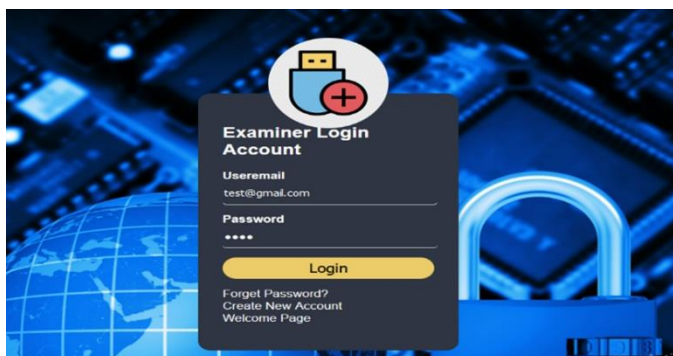 Examiner Login
Account
Useremail
test@gmail.com
Password
••••
Login
Forget Password?
Create New Account
Welcome Page